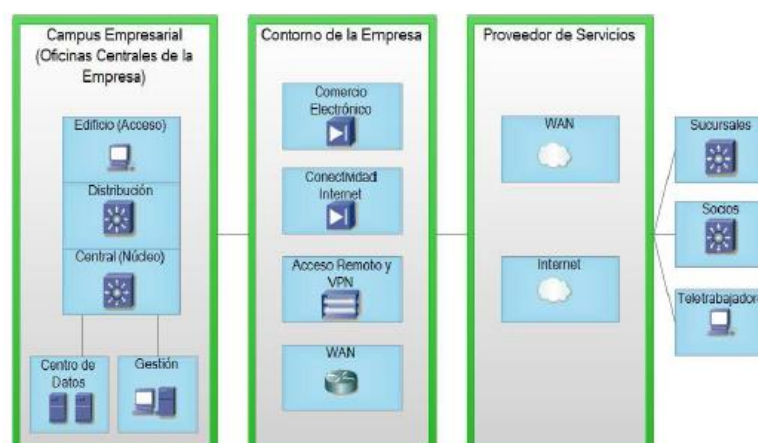 Campus Empresarial
(Oficinas Centrales de la
Empresa)
Edificio (Acceso)
Distribución
Central (Núcleo)
Centro de
Datos
Gestión
Contorno de la Empresa
Comercio
Electrónico
Conectividad
Internet
Acceso Remoto y
VPN
WAN
Proveedor de Servicios
WAN
Internet
Sucursales
Socios
Teletrabajadore